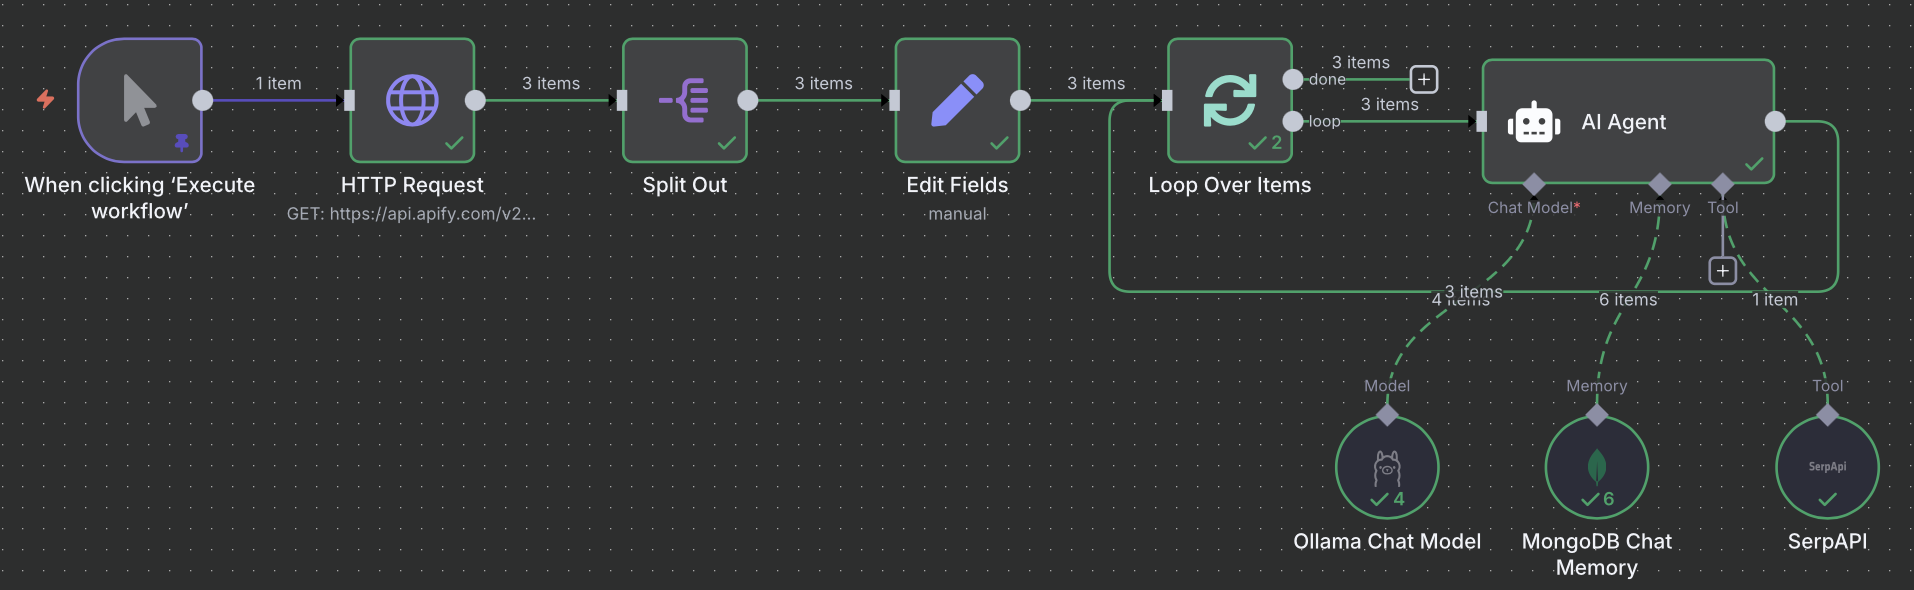 1 item
3 items
3 items
3 items
3 items
done
3 items
loop
AI Agent
2
When clicking ‘Execute
workflow’
HTTP Request
GET: https://api.apify.com/v2...
Split Out
Edit Fields
manual
Loop Over Items
Chat Model*
Memory
Tool
3 items
4 items
6 items
1 item
Model
Memory
Tool
SerpApi
4
6
Ollama Chat Model
MongoDB Chat
Memory
SerpAPI